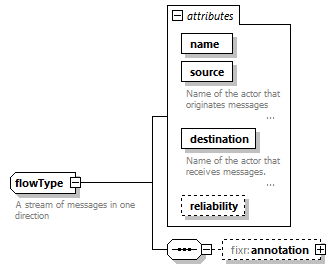 attributes
name
source
Name of the actor that
originates messages
...
destination
Name of the actor that
receives messages.
...
flowType
A stream of messages in one
direction
reliability
fixr:annotation